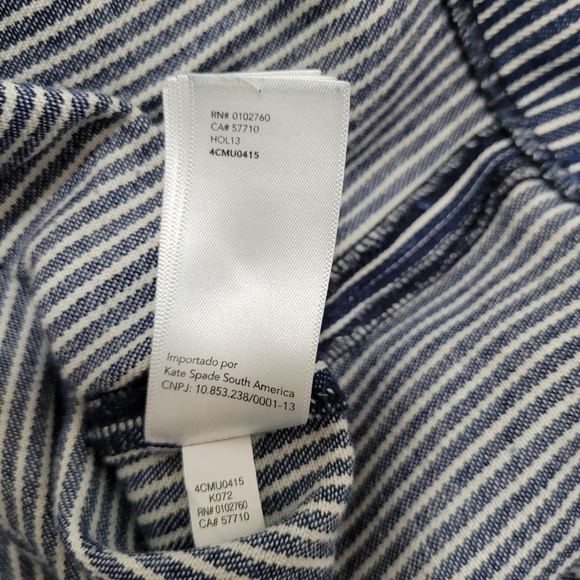 RN# 0102760
CA# 57710
HOL13
4CMU0415
Importado por
Kate Spade South America
CNPJ: 10.853.238/0001-13
4CMU0415
K072
RN# 0102760
CA# 57710